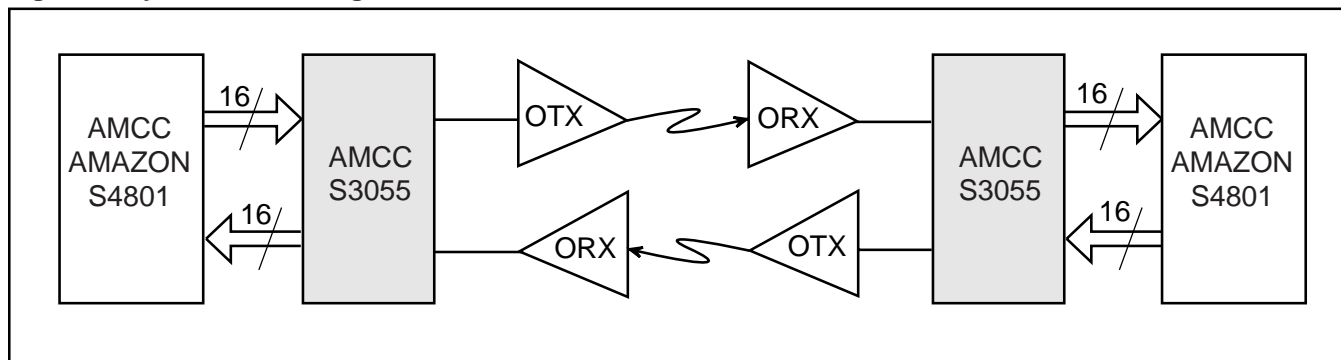 16
16
AMCC
AMAZON
S4801
AMCC
S3055
OTX
ORX
ORX
OTX
AMCC
S3055
16
16
AMCC
AMAZON
S4801